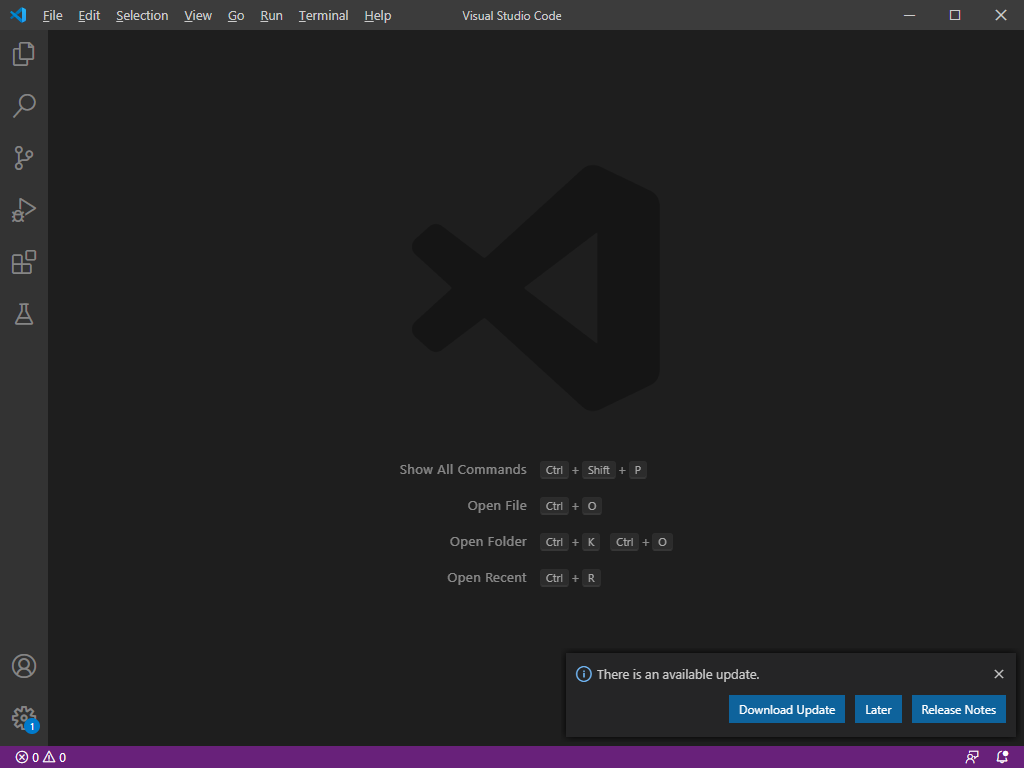 File Edit Selection View Go Run Terminal Help Visual Studio Code
Show All Commands Ctrl + Shift + P
Open File Ctrl + O
Open Folder Ctrl + K Ctrl + O
Open Recent Ctrl + R
There is an available update.
Download Update Later Release Notes
1
0 0